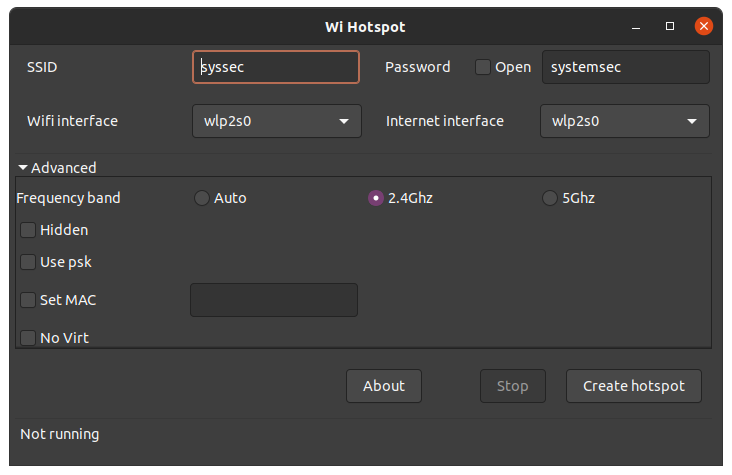 Wi Hotspot
SSID syssec Password Open systemsec
Wifi interface wlp2s0 Internet interface wlp2s0
Advanced
Frequency band Auto 2.4Ghz 5Ghz
Hidden
Use psk
Set MAC
No Virt
About Stop Create hotspot
Not running